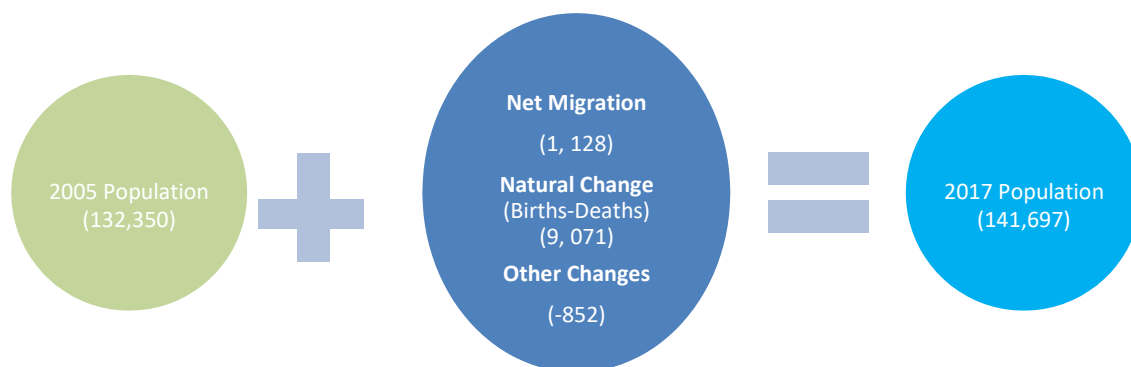 2005 Population
(132,350)
Net Migration
(1, 128)
Natural Change
(Births-Deaths)
(9, 071)
Other Changes
(-852)
2017 Population
(141,697)